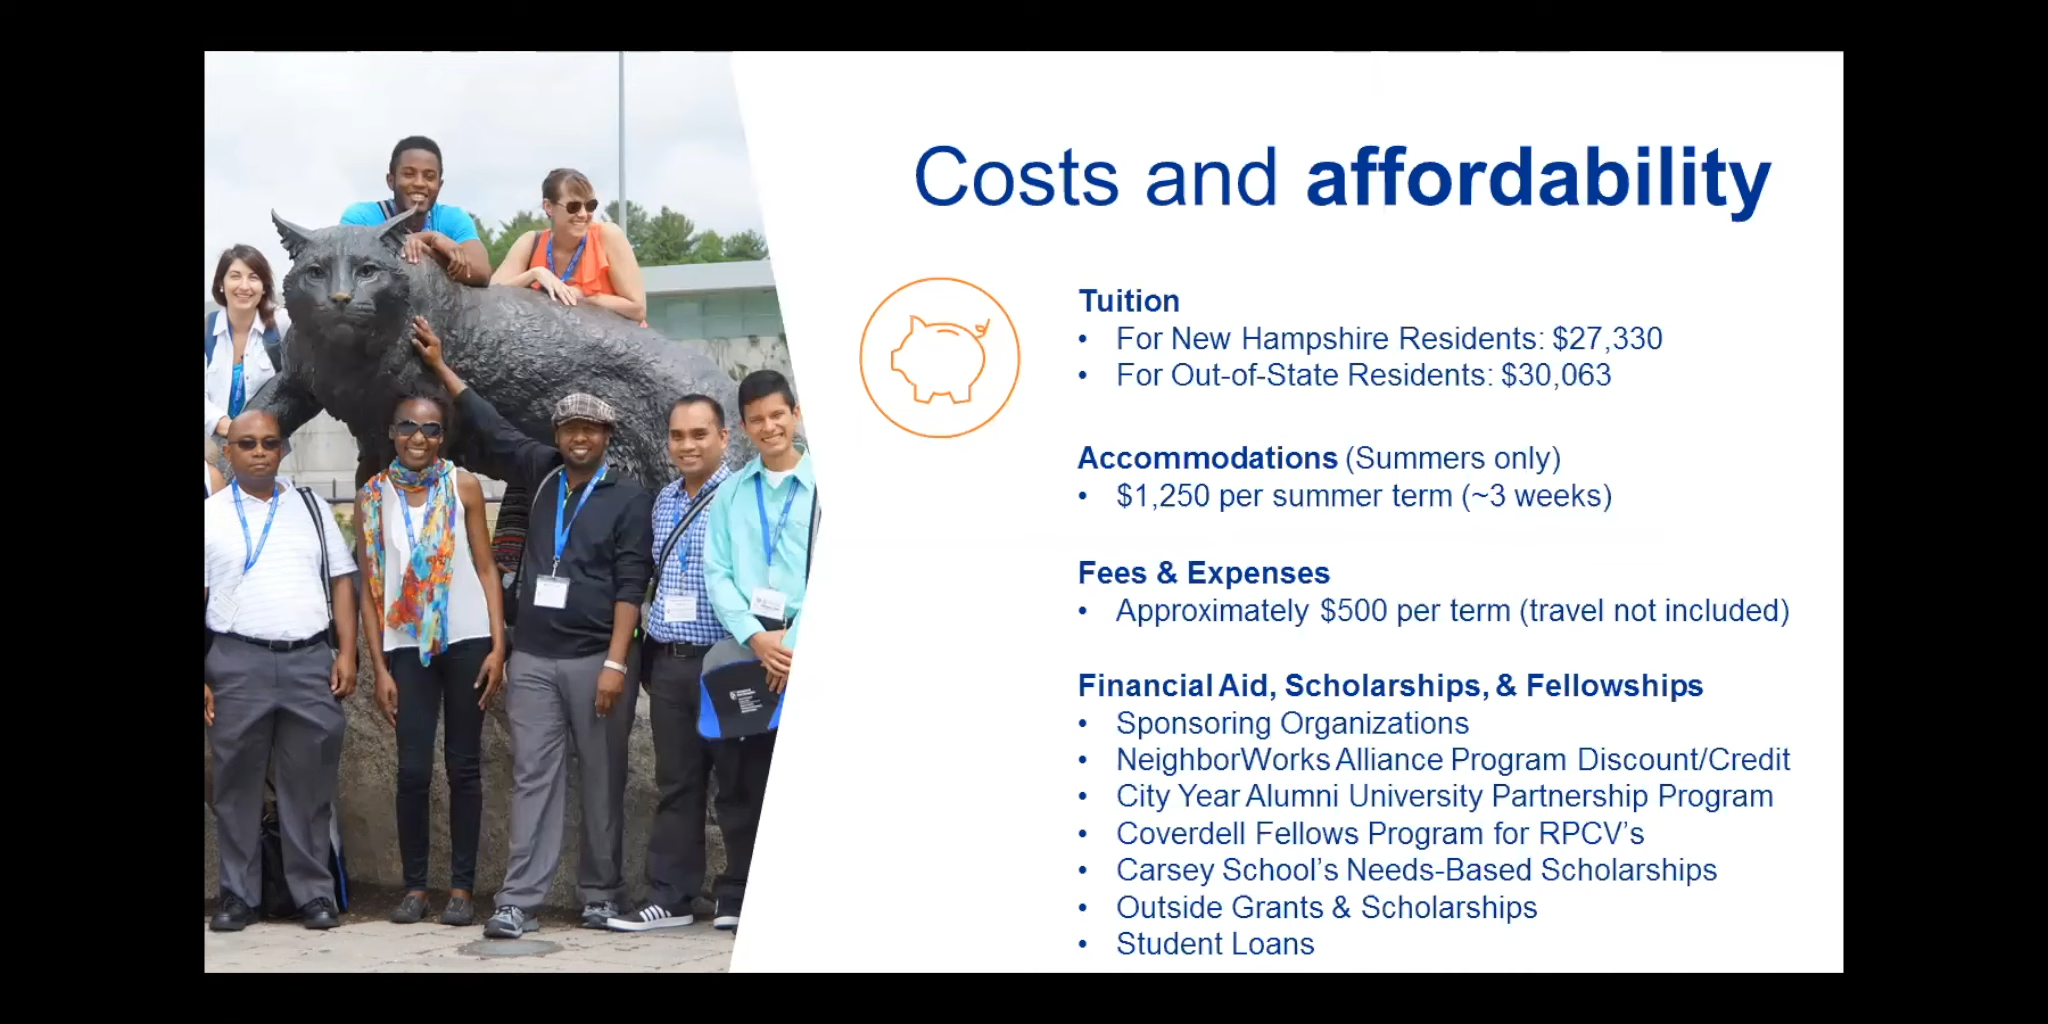 Costs and affordability
Tuition
• For New Hampshire Residents: $27,330
• For Out-of-State Residents: $30,063
Accommodations (Summers only)
• $1,250 per summer term (~3 weeks)
Fees & Expenses
• Approximately $500 per term (travel not included)
Financial Aid, Scholarships, & Fellowships
• Sponsoring Organizations
• NeighborWorks Alliance Program Discount/Credit
• City Year Alumni University Partnership Program
• Coverdell Fellows Program for RPCV's
• Carsey School's Needs-Based Scholarships
• Outside Grants & Scholarships
• Student Loans